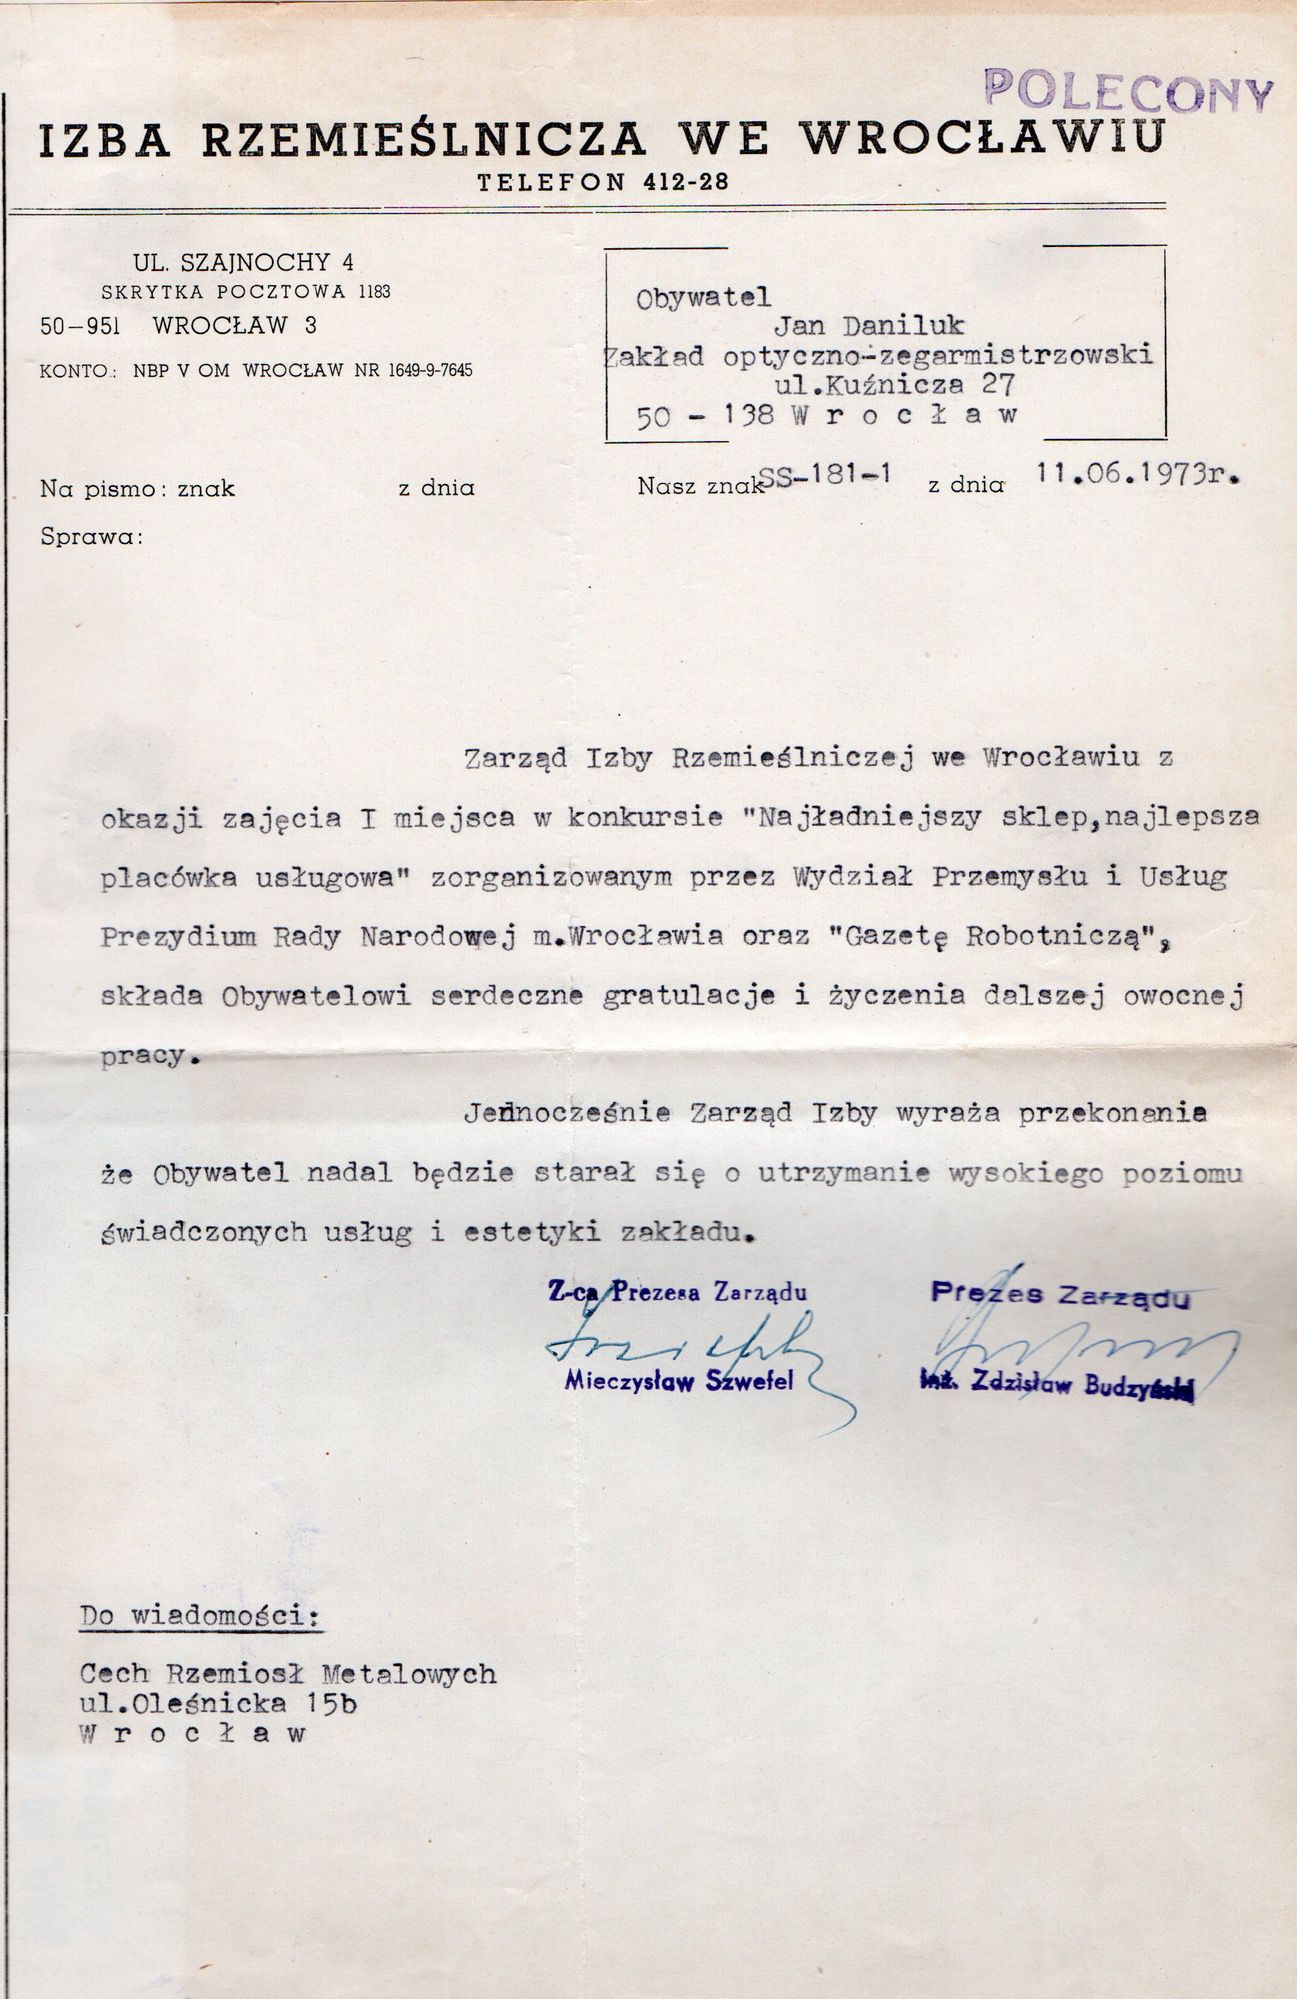 POLECONY
IZBA RZEMIEŚLNICZA WE WROCŁAWIU
TELEFON 412-28
UL. SZAJNOCHY 4
SKRYTKA POCZTOWA 1183
50-951 WROCŁAW 3
KONTO: NBP V OM WROCŁAW NR 1649-9-7645
Obywatel
Jan Daniluk
Zakład optyczno-zegarmistrzowski
ul.Kuźnicza 27
50 - 138 W r o c ł a w
Na pismo: znak z dnia Nasz znak SS-181-1 z dnia 11.06.1973r.
Sprawa:
Zarząd Izby Rzemieślniczej we Wrocławiu z
okazji zajęcia I miejsca w konkursie "Najładniejszy sklep,najlepsza
placówka usługowa" zorganizowanym przez Wydział Przemysłu i Usług
Prezydium Rady Narodowej m.Wrocławia oraz "Gazetę Robotniczą",
składa Obywatelowi serdeczne gratulacje i życzenia dalszej owocnej
pracy.
Jednocześnie Zarząd Izby wyraża przekonanie
że Obywatel nadal będzie starał się o utrzymanie wysokiego poziomu
świadczonych usług i estetyki zakładu.
Z-ca Prezesa Zarządu Prezes Zarządu
Mieczysław Szwefel inż. Zdzisław Budzyński
Do wiadomości:
Cech Rzemiosł Metalowych
ul.Oleśnicka 15b
W r o c ł a w